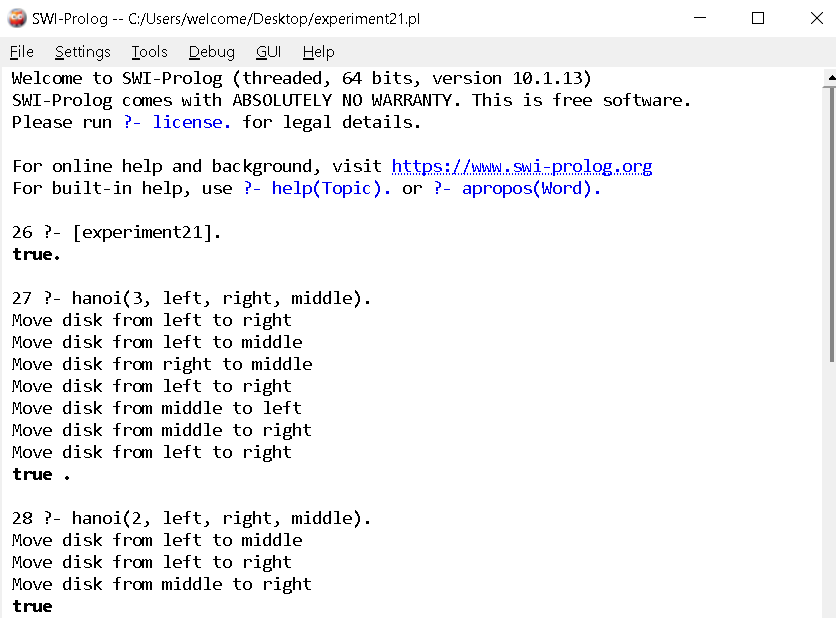 SWI-Prolog -- C:/Users/welcome/Desktop/experiment21.pl
File Settings Tools Debug GUI Help
Welcome to SWI-Prolog (threaded, 64 bits, version 10.1.13)
SWI-Prolog comes with ABSOLUTELY NO WARRANTY. This is free software.
Please run ?- license. for legal details.

For online help and background, visit https://www.swi-prolog.org
For built-in help, use ?- help(Topic). or ?- apropos(Word).

26 ?- [experiment21].
true.

27 ?- hanoi(3, left, right, middle).
Move disk from left to right
Move disk from left to middle
Move disk from right to middle
Move disk from left to right
Move disk from middle to left
Move disk from middle to right
Move disk from left to right
true .

28 ?- hanoi(2, left, right, middle).
Move disk from left to middle
Move disk from left to right
Move disk from middle to right
true